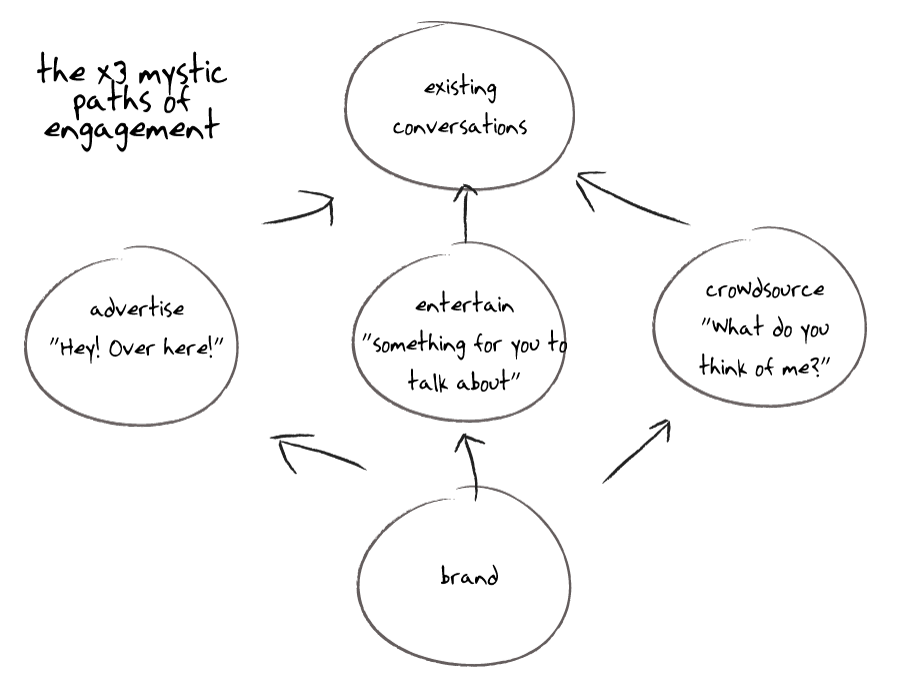 the x3 mystic
paths of
engagement
existing
conversations
advertise
"Hey! Over here!"
entertain
"something for you to
talk about"
crowdsource
"What do you
think of me?"
brand